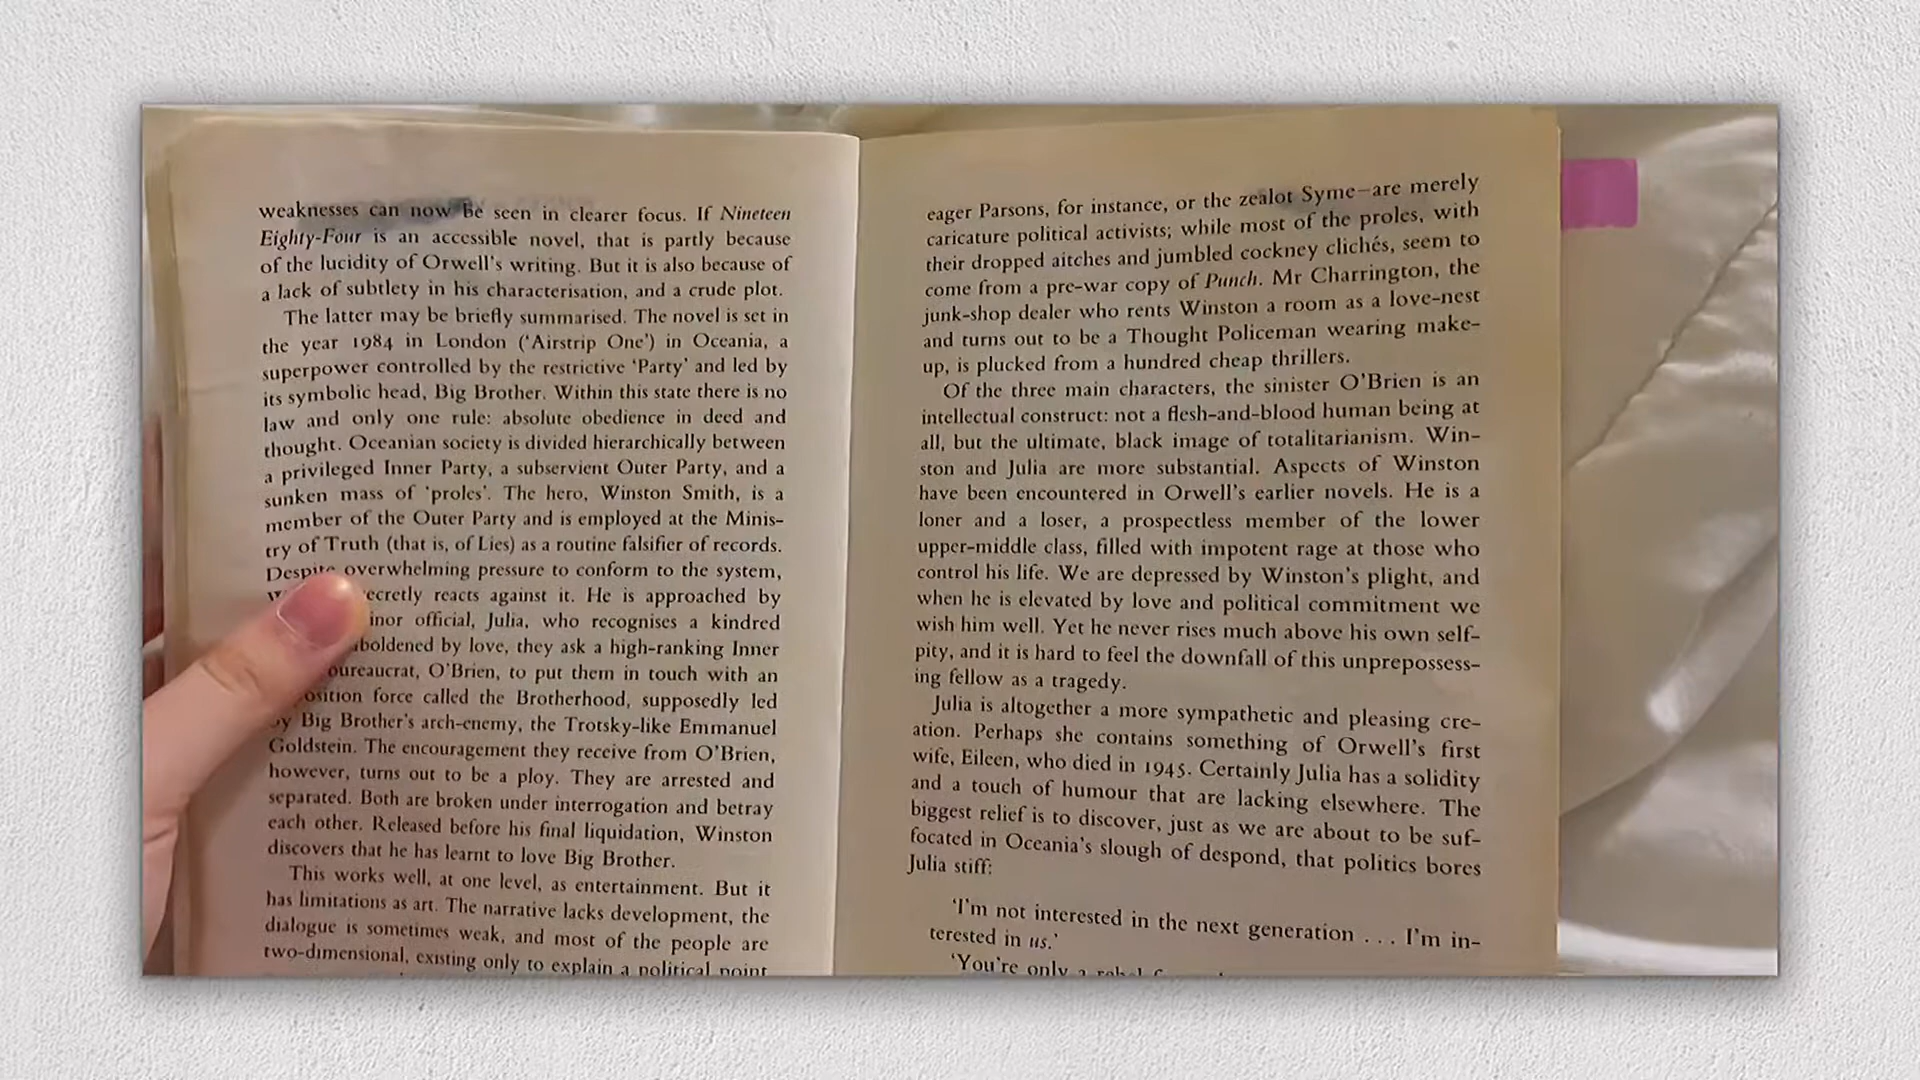 weaknesses can now be seen in clearer focus. If Nineteen
Eighty-Four is an accessible novel, that is partly because
of the lucidity of Orwell's writing. But it is also because of
a lack of subtlety in his characterisation, and a crude plot.
The latter may be briefly summarised. The novel is set in
the year 1984 in London ('Airstrip One') in Oceania, a
superpower controlled by the restrictive 'Party' and led by
its symbolic head, Big Brother. Within this state there is no
law and only one rule: absolute obedience in deed and
thought. Oceanian society is divided hierarchically between
a privileged Inner Party, a subservient Outer Party, and a
sunken mass of 'proles'. The hero, Winston Smith, is a
member of the Outer Party and is employed at the Minis-
try of Truth (that is, of Lies) as a routine falsifier of records.
Despite overwhelming pressure to conform to the system,
reacts against it. He is approached by
official, Julia, who recognises a kindred
by love, they ask a high-ranking Inner
O'Brien, to put them in touch with an
force called the Brotherhood, supposedly led
by Big Brother's arch-enemy, the Trotsky-like Emmanuel
Goldstein. The encouragement they receive from O'Brien,
however, turns out to be a ploy. They are arrested and
separated. Both are broken under interrogation and betray
each other. Released before his final liquidation, Winston
discovers that he has learnt to love Big Brother.
This works well, at one level, as entertainment. But it
has limitations as art. The narrative lacks development, the
dialogue is sometimes weak, and most of the people are
two-dimensional, existing only to explain a political point
eager Parsons, for instance, or the zealot Syme—are merely
caricature political activists; while most of the proles, with
their dropped aitches and jumbled cockney clichés, seem to
come from a pre-war copy of Punch. Mr Charrington, the
junk-shop dealer who rents Winston a room as a love-nest
and turns out to be a Thought Policeman wearing make-
up, is plucked from a hundred cheap thrillers.
Of the three main characters, the sinister O'Brien is an
intellectual construct: not a flesh-and-blood human being at
all, but the ultimate, black image of totalitarianism. Win-
ston and Julia are more substantial. Aspects of Winston
have been encountered in Orwell's earlier novels. He is a
loner and a loser, a prospectless member of the lower
upper-middle class, filled with impotent rage at those who
control his life. We are depressed by Winston's plight, and
when he is elevated by love and political commitment we
wish him well. Yet he never rises much above his own self-
pity, and it is hard to feel the downfall of this unprepossess-
ing fellow as a tragedy.
Julia is altogether a more sympathetic and pleasing cre-
ation. Perhaps she contains something of Orwell's first
wife, Eileen, who died in 1945. Certainly Julia has a solidity
and a touch of humour that are lacking elsewhere. The
biggest relief is to discover, just as we are about to be suf-
focated in Oceania's slough of despond, that politics bores
Julia stiff:
'I'm not interested in the next generation . . . I'm in-
terested in us.'
'You're only a